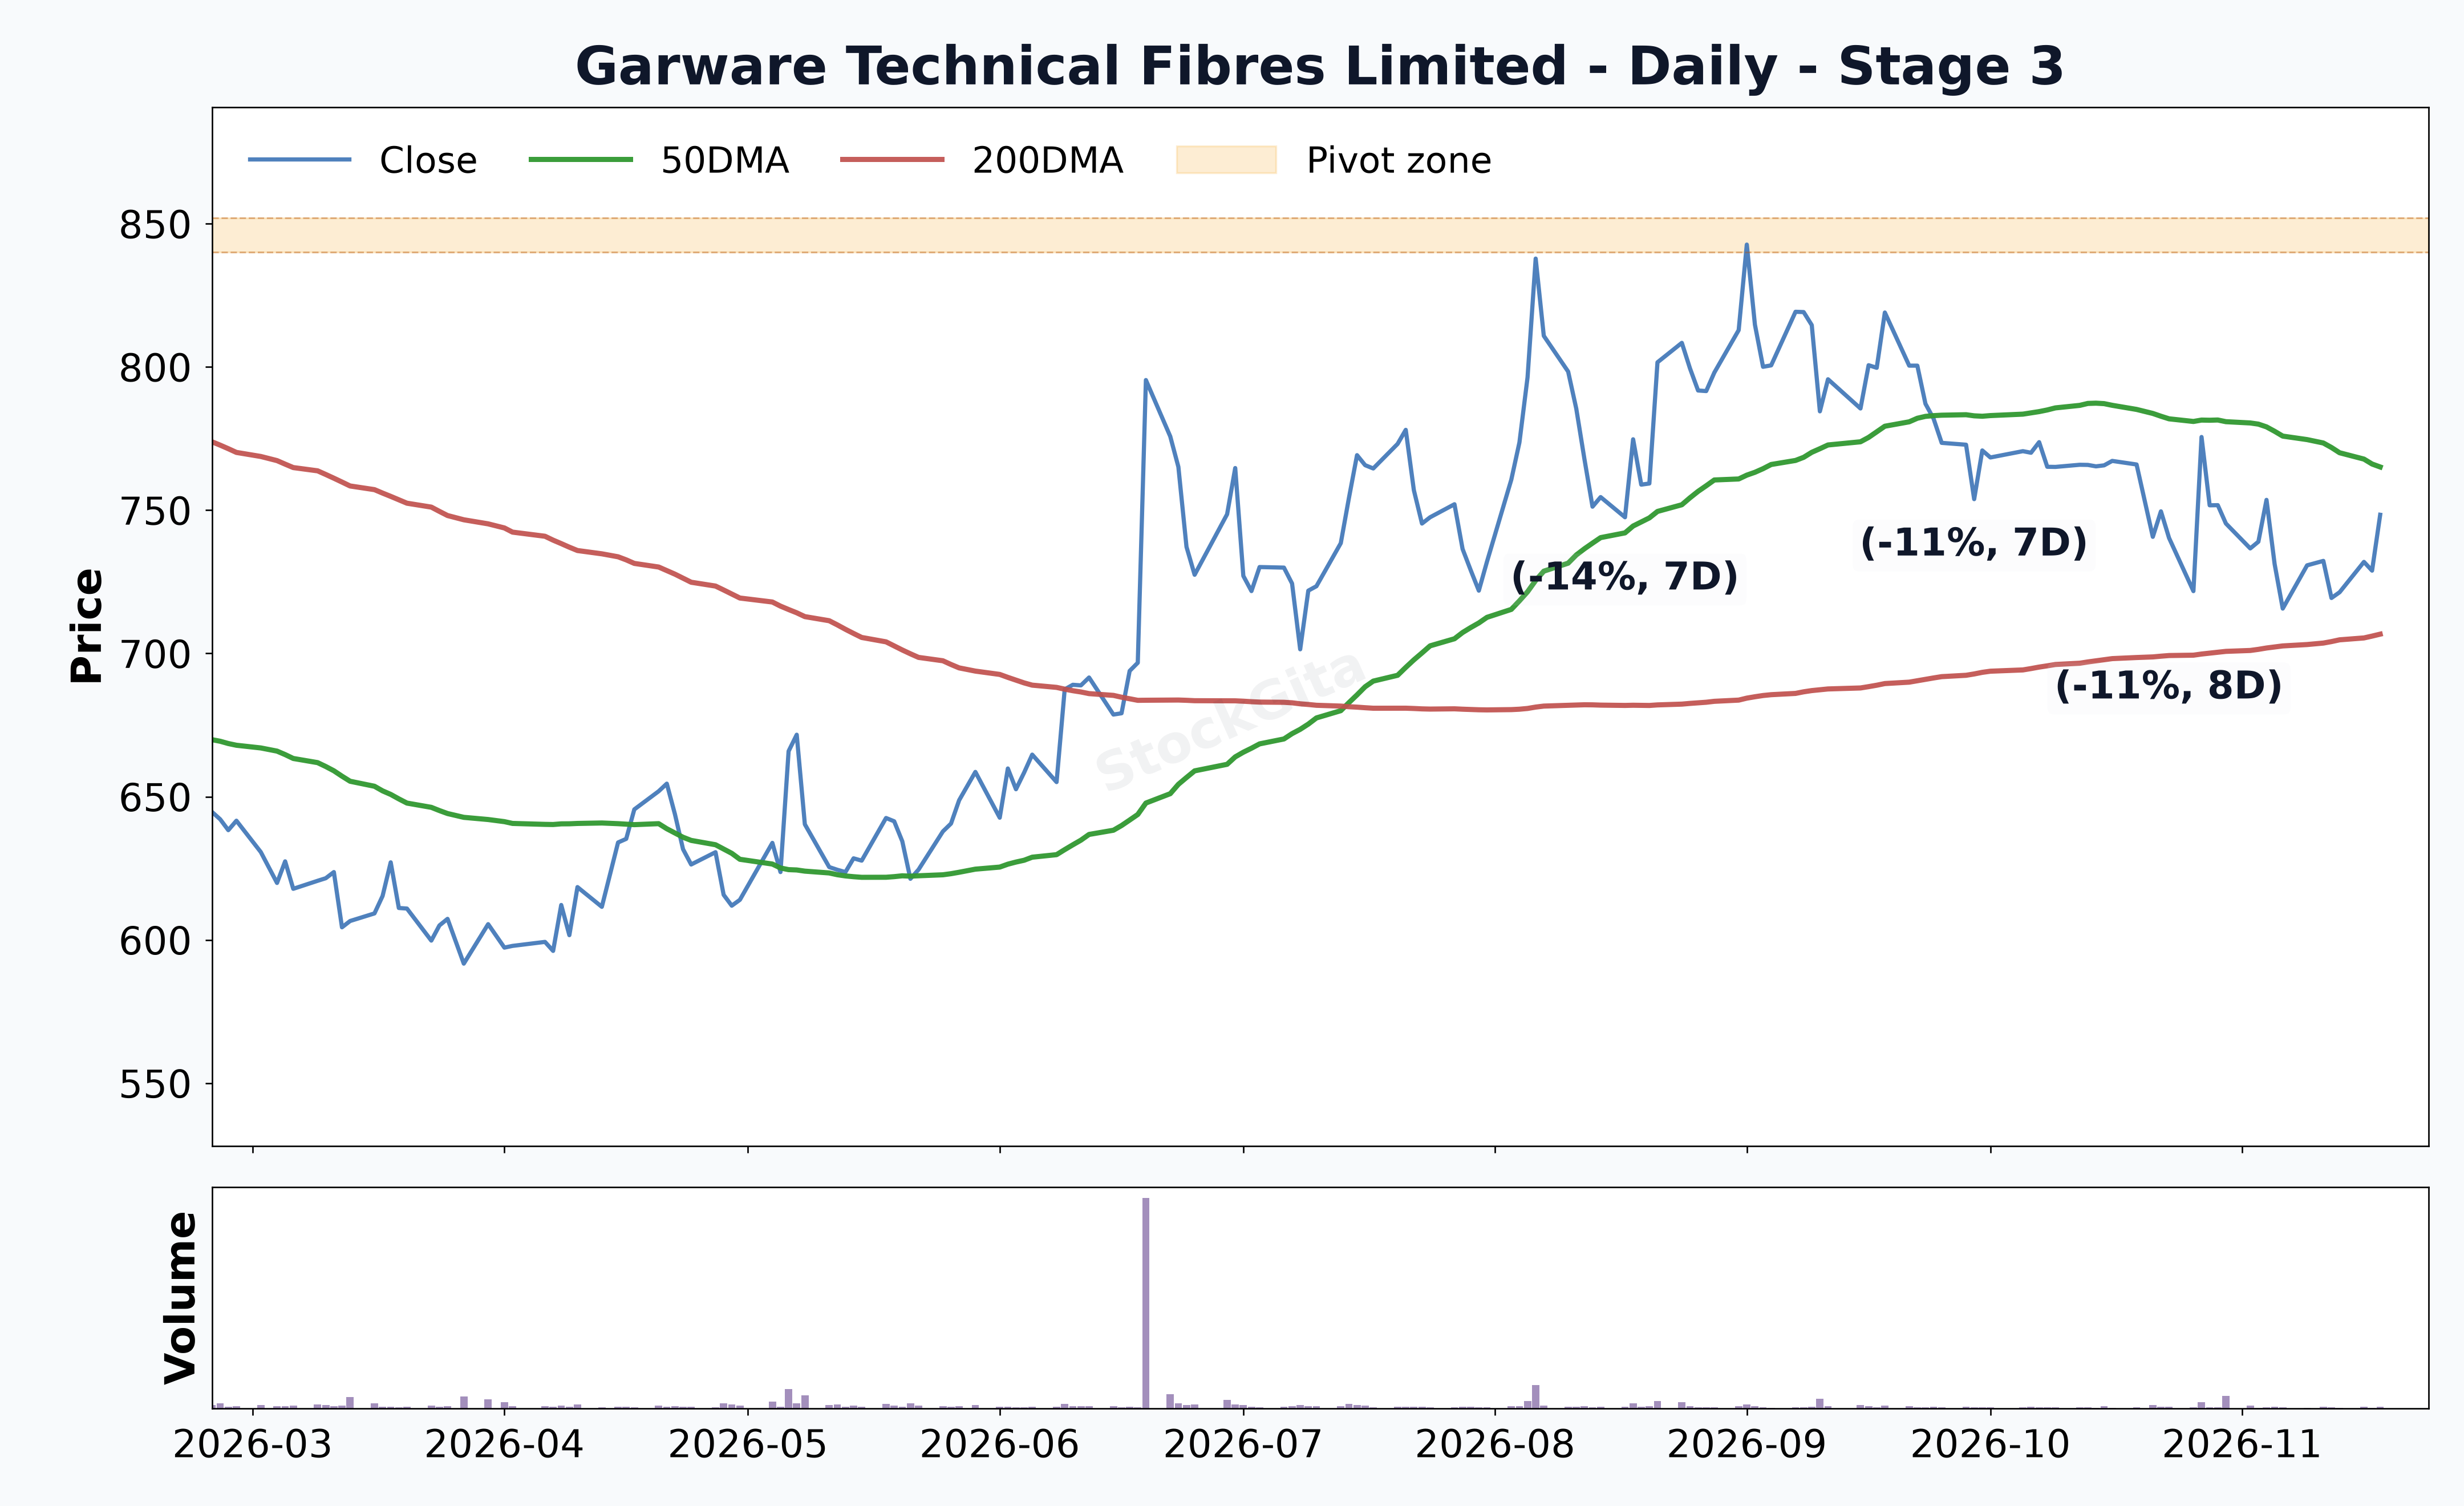 Garware Technical Fibres Limited - Daily - Stage 3
Close 50DMA 200DMA Pivot zone
850
800
750
700
650
600
550
Price
(-14%, 7D)
(-11%, 7D)
(-11%, 8D)
StockGita
Volume
2026-03 2026-04 2026-05 2026-06 2026-07 2026-08 2026-09 2026-10 2026-11